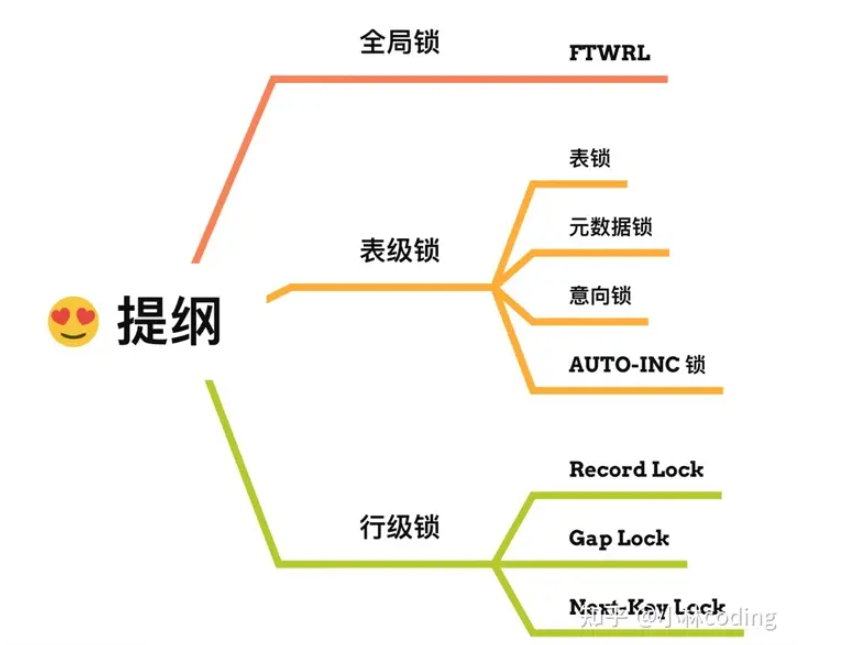 全局锁
FTWRL
表锁
元数据锁
表级锁
意向锁
😍 提纲
AUTO-INC 锁
Record Lock
行级锁
Gap Lock
Next-Key Lock
知乎 @小林coding